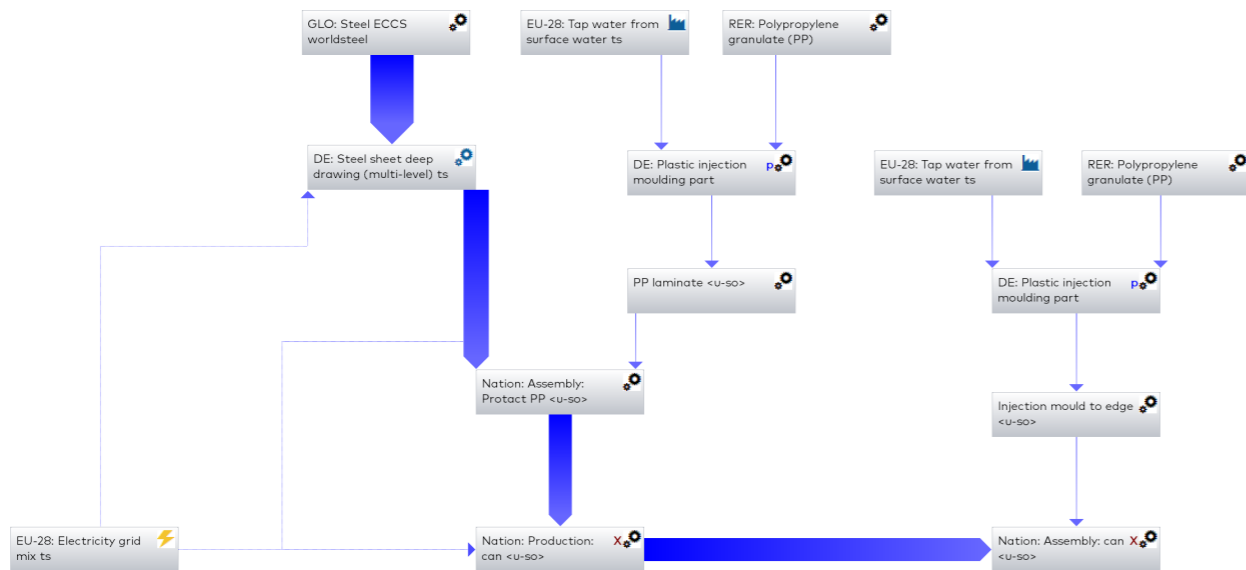 GLO: Steel ECCS
worldsteel
EU-28: Tap water from
surface water ts
RER: Polypropylene
granulate (PP)
DE: Steel sheet deep
drawing (multi-level) ts
DE: Plastic injection
moulding part
p
EU-28: Tap water from
surface water ts
RER: Polypropylene
granulate (PP)
PP laminate <u-so>
DE: Plastic injection
moulding part
p
Nation: Assembly:
Protact PP <u-so>
Injection mould to edge
<u-so>
EU-28: Electricity grid
mix ts
Nation: Production:
can <u-so>
X
Nation: Assembly: can
<u-so>
X